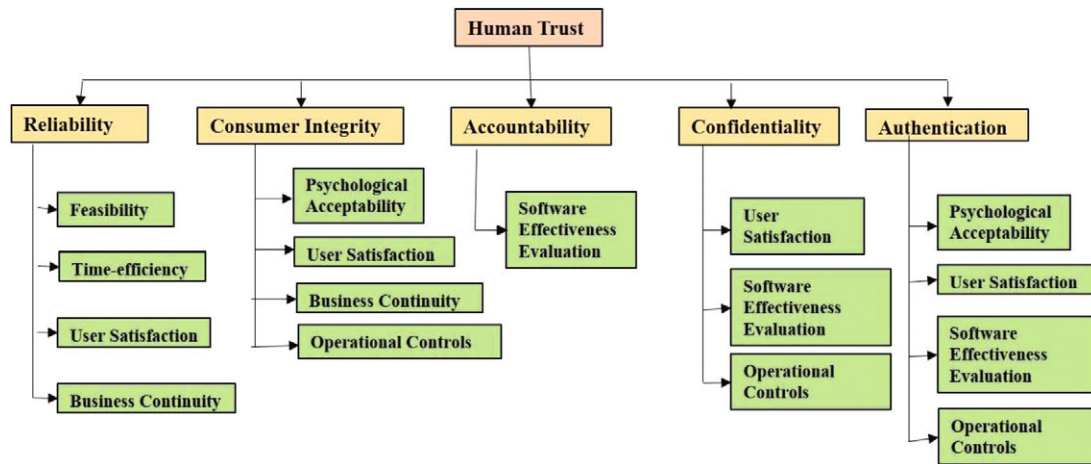 Human Trust
Reliability
Consumer Integrity
Accountability
Confidentiality
Authentication
Feasibility
Time-efficiency
User Satisfaction
Business Continuity
Psychological
Acceptability
User Satisfaction
Business Continuity
Operational Controls
Software
Effectiveness
Evaluation
User
Satisfaction
Software
Effectiveness
Evaluation
Operational
Controls
Psychological
Acceptability
User Satisfaction
Software
Effectiveness
Evaluation
Operational
Controls